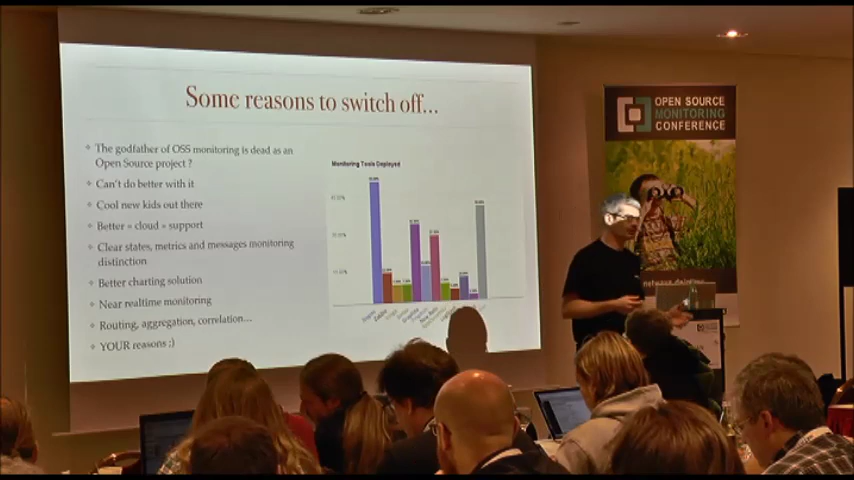 Some reasons to switch off...
The godfather of OSS monitoring is dead as an
Open Source project ?
Can't do better with it
Cool new kids out there
Better = cloud = support
Clear states, metrics and messages monitoring
distinction
Better charting solution
Near realtime monitoring
Routing, aggregation, correlation...
YOUR reasons ;)
Monitoring Tools Deployed
OPEN SOURCE
MONITORING
CONFERENCE